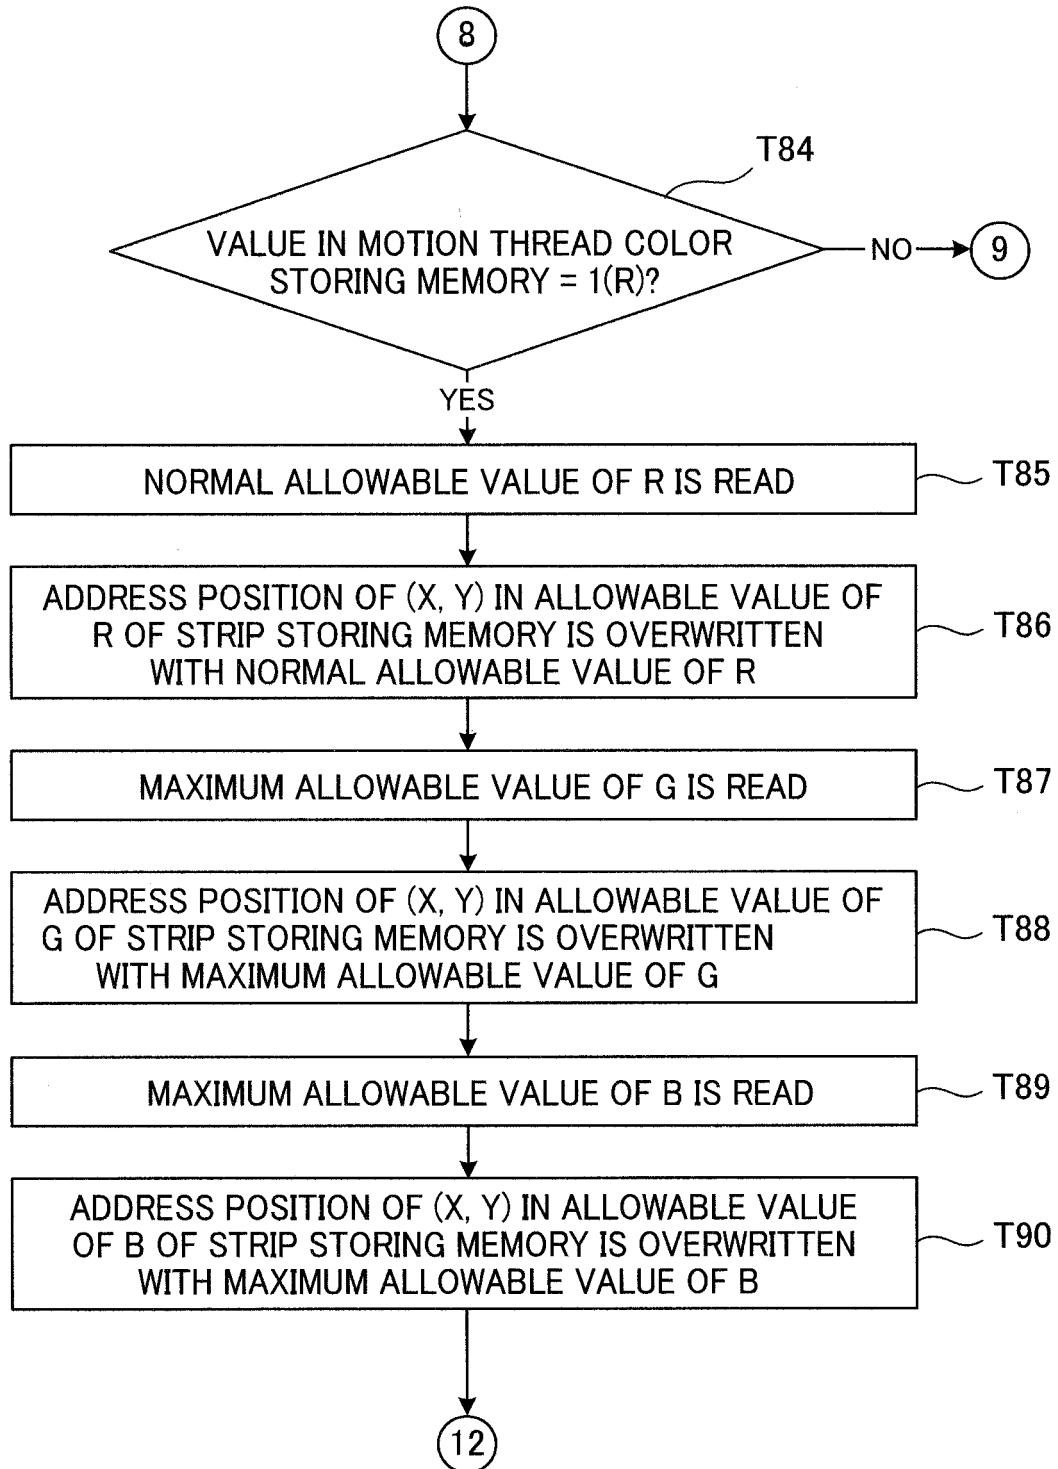 8
T84
VALUE IN MOTION THREAD COLOR
STORING MEMORY = 1(R)?
NO
9
YES
NORMAL ALLOWABLE VALUE OF R IS READ
T85
ADDRESS POSITION OF (X, Y) IN ALLOWABLE VALUE OF
R OF STRIP STORING MEMORY IS OVERWRITTEN
WITH NORMAL ALLOWABLE VALUE OF R
T86
MAXIMUM ALLOWABLE VALUE OF G IS READ
T87
ADDRESS POSITION OF (X, Y) IN ALLOWABLE VALUE OF
G OF STRIP STORING MEMORY IS OVERWRITTEN
WITH MAXIMUM ALLOWABLE VALUE OF G
T88
MAXIMUM ALLOWABLE VALUE OF B IS READ
T89
ADDRESS POSITION OF (X, Y) IN ALLOWABLE VALUE
OF B OF STRIP STORING MEMORY IS OVERWRITTEN
WITH MAXIMUM ALLOWABLE VALUE OF B
T90
12